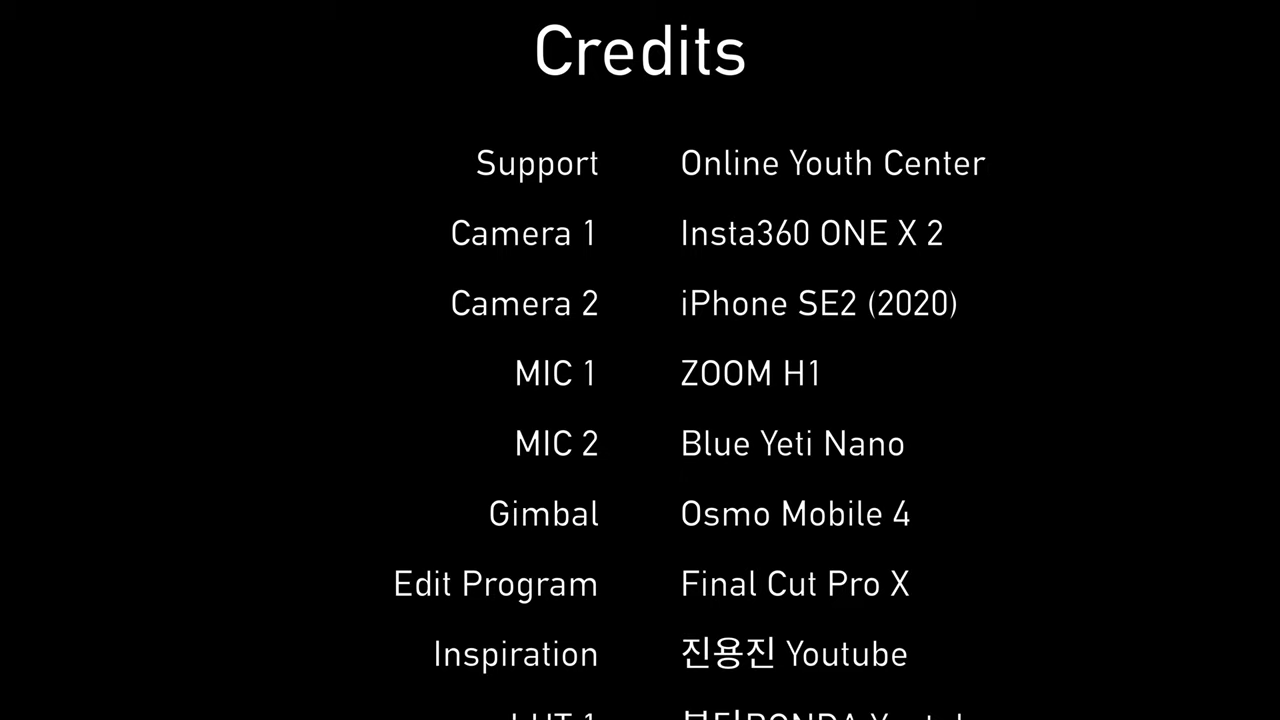 Credits
Support Online Youth Center
Camera 1 Insta360 ONE X 2
Camera 2 iPhone SE2 (2020)
MIC 1 ZOOM H1
MIC 2 Blue Yeti Nano
Gimbal Osmo Mobile 4
Edit Program Final Cut Pro X
Inspiration 진용진 Youtube